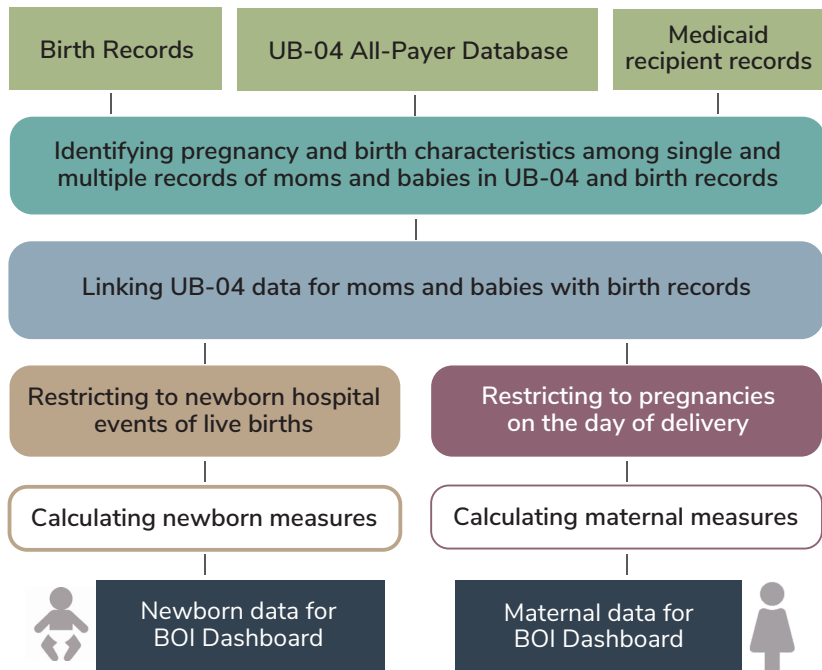 Birth Records
UB-04 All-Payer Database
Medicaid
recipient records
Identifying pregnancy and birth characteristics among single and
multiple records of moms and babies in UB-04 and birth records
Linking UB-04 data for moms and babies with birth records
Restricting to newborn hospital
events of live births
Restricting to pregnancies
on the day of delivery
Calculating newborn measures
Calculating maternal measures
Newborn data for
BOI Dashboard
Maternal data for
BOI Dashboard